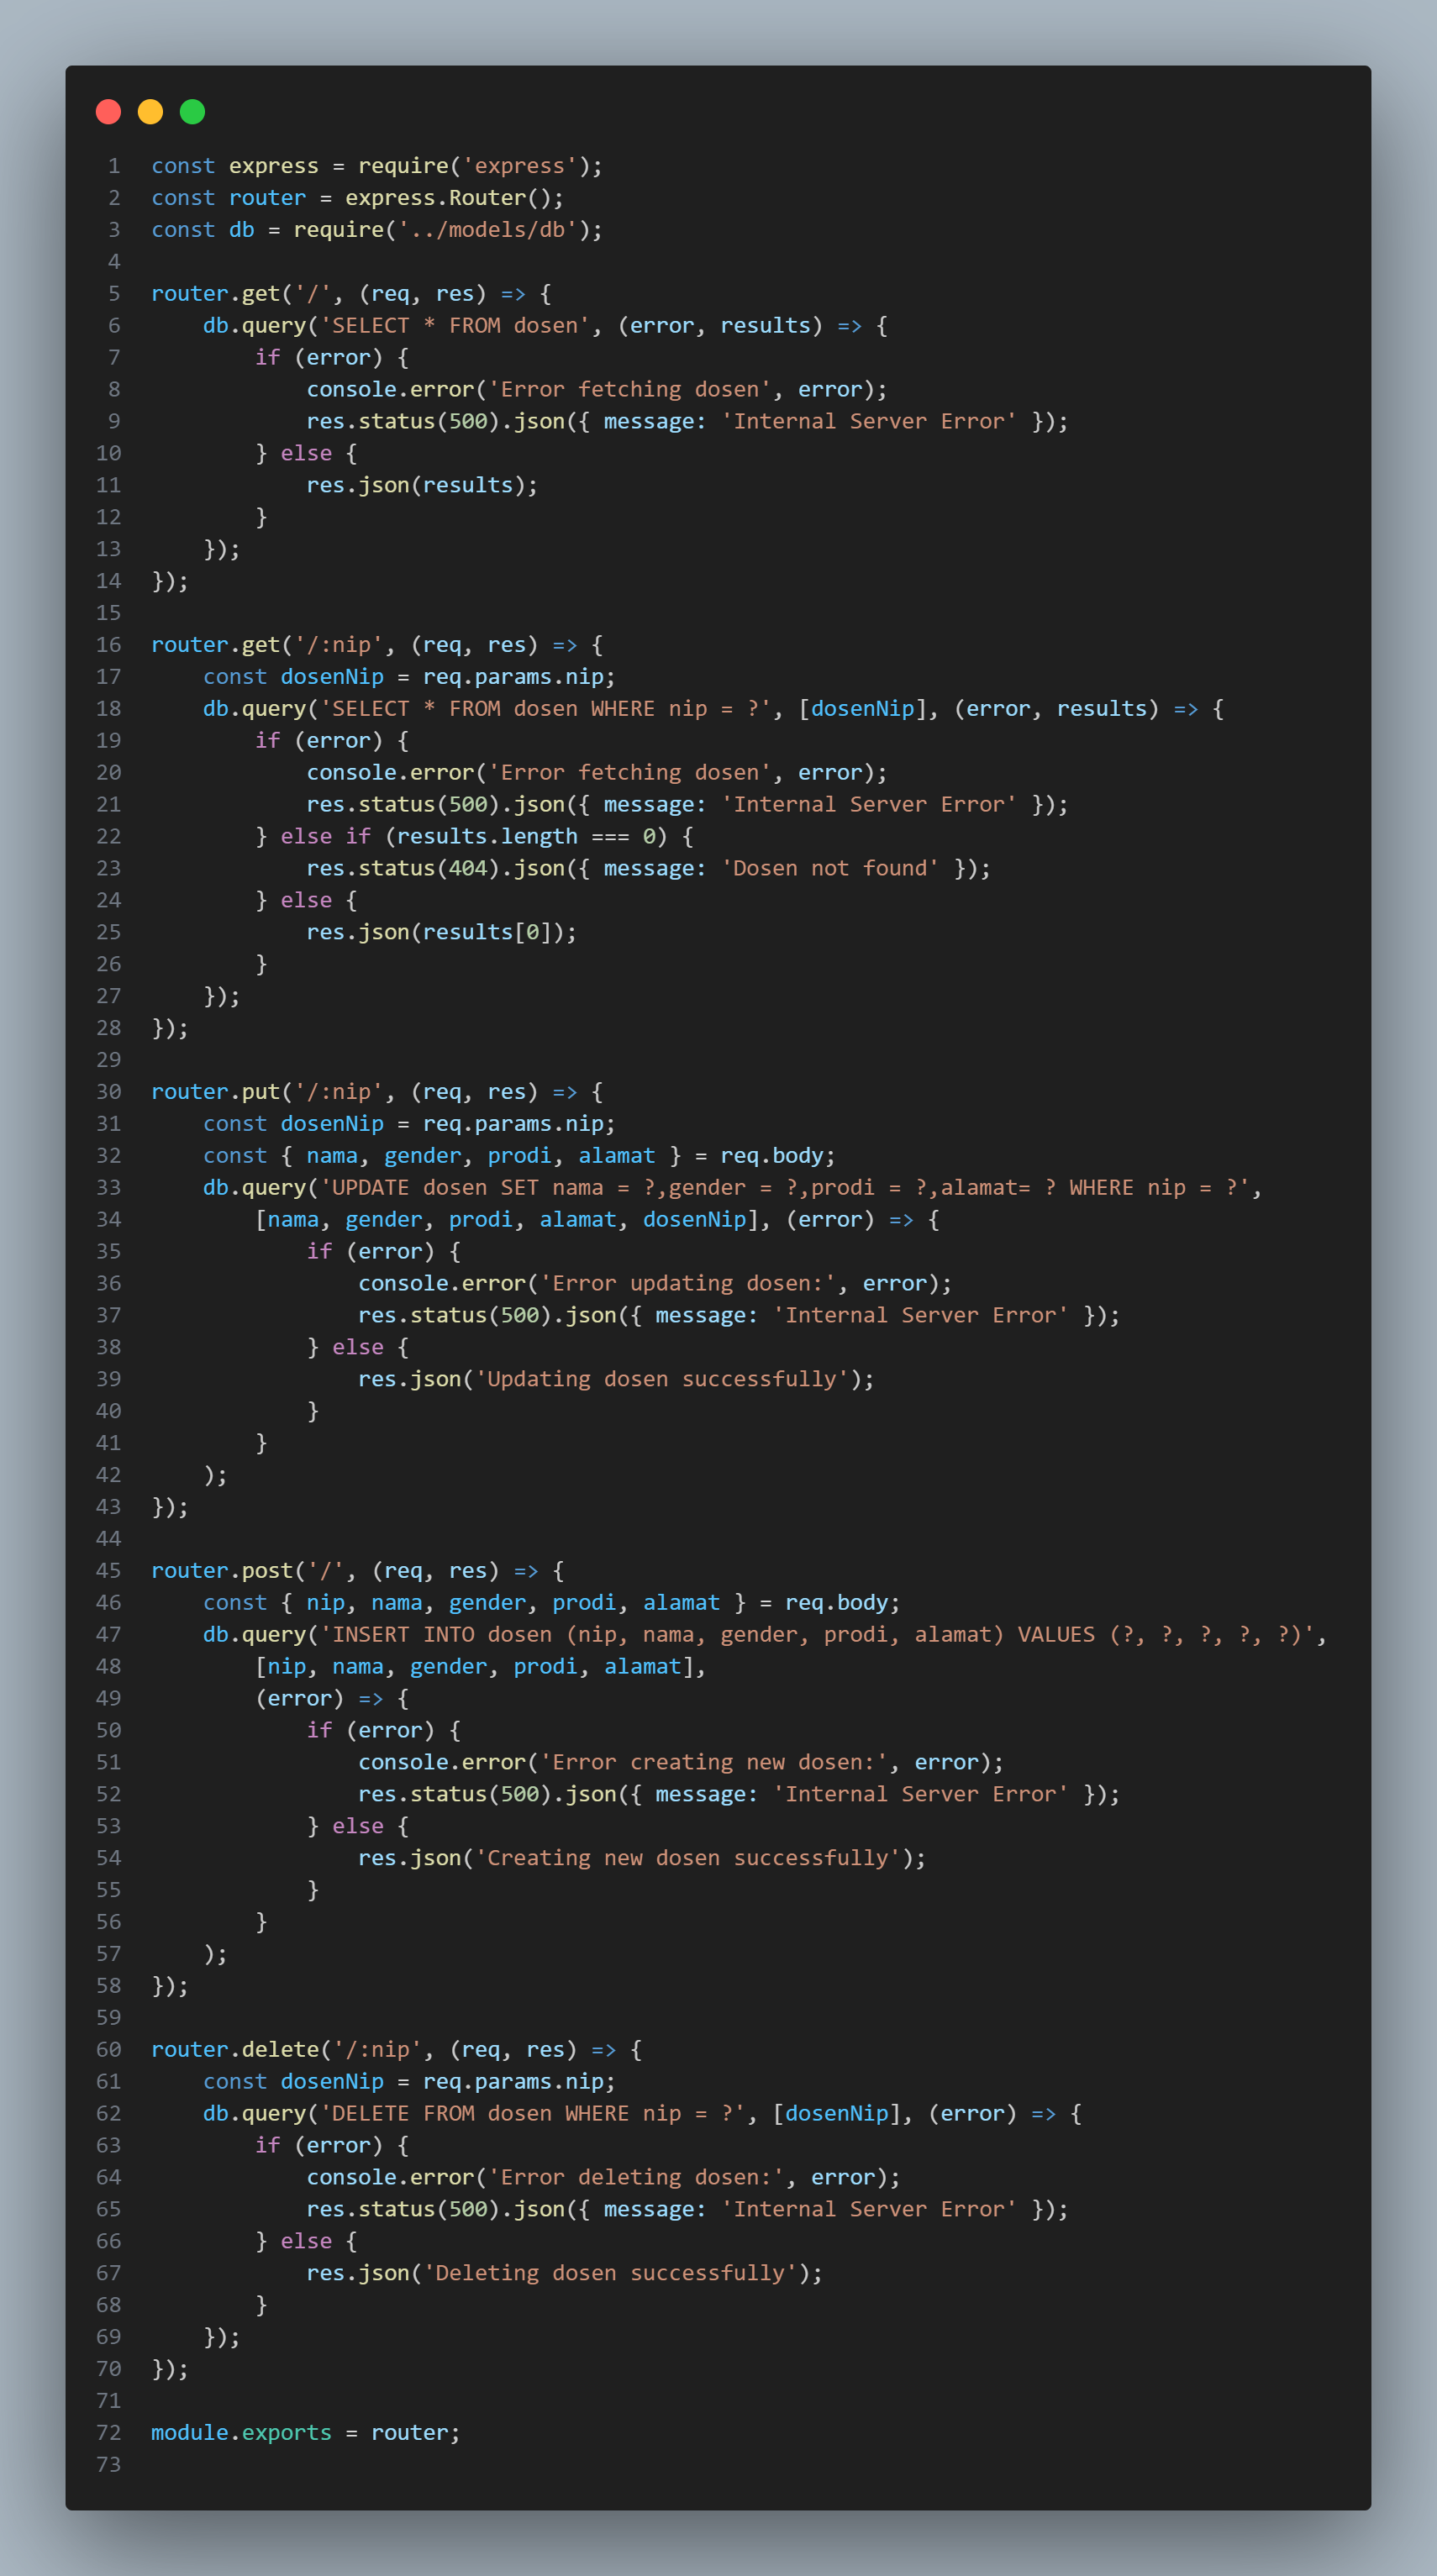 1 const express = require('express');
2 const router = express.Router();
3 const db = require('../models/db');
4
5 router.get('/', (req, res) => {
6     db.query('SELECT * FROM dosen', (error, results) => {
7         if (error) {
8             console.error('Error fetching dosen', error);
9             res.status(500).json({ message: 'Internal Server Error' });
10         } else {
11             res.json(results);
12         }
13     });
14 });
15
16 router.get('/:nip', (req, res) => {
17     const dosenNip = req.params.nip;
18     db.query('SELECT * FROM dosen WHERE nip = ?', [dosenNip], (error, results) => {
19         if (error) {
20             console.error('Error fetching dosen', error);
21             res.status(500).json({ message: 'Internal Server Error' });
22         } else if (results.length === 0) {
23             res.status(404).json({ message: 'Dosen not found' });
24         } else {
25             res.json(results[0]);
26         }
27     });
28 });
29
30 router.put('/:nip', (req, res) => {
31     const dosenNip = req.params.nip;
32     const { nama, gender, prodi, alamat } = req.body;
33     db.query('UPDATE dosen SET nama = ?,gender = ?,prodi = ?,alamat= ? WHERE nip = ?',
34         [nama, gender, prodi, alamat, dosenNip], (error) => {
35             if (error) {
36                 console.error('Error updating dosen:', error);
37                 res.status(500).json({ message: 'Internal Server Error' });
38             } else {
39                 res.json('Updating dosen successfully');
40             }
41         }
42     );
43 });
44
45 router.post('/', (req, res) => {
46     const { nip, nama, gender, prodi, alamat } = req.body;
47     db.query('INSERT INTO dosen (nip, nama, gender, prodi, alamat) VALUES (?, ?, ?, ?, ?)',
48         [nip, nama, gender, prodi, alamat],
49         (error) => {
50             if (error) {
51                 console.error('Error creating new dosen:', error);
52                 res.status(500).json({ message: 'Internal Server Error' });
53             } else {
54                 res.json('Creating new dosen successfully');
55             }
56         }
57     );
58 });
59
60 router.delete('/:nip', (req, res) => {
61     const dosenNip = req.params.nip;
62     db.query('DELETE FROM dosen WHERE nip = ?', [dosenNip], (error) => {
63         if (error) {
64             console.error('Error deleting dosen:', error);
65             res.status(500).json({ message: 'Internal Server Error' });
66         } else {
67             res.json('Deleting dosen successfully');
68         }
69     });
70 });
71
72 module.exports = router;
73